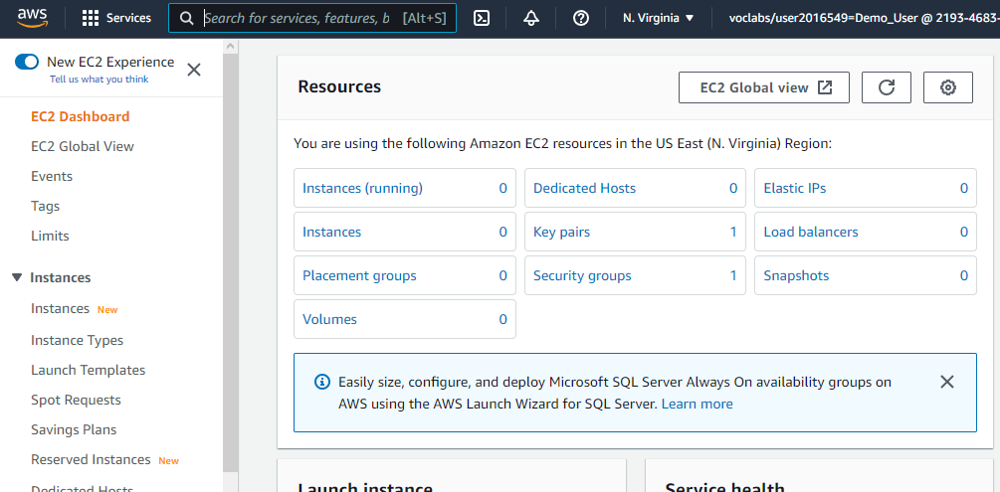 aws
Services
Search for services, features, b [Alt+S]
N. Virginia
voclabs/user2016549=Demo_User @ 2193-4683-
New EC2 Experience
Tell us what you think
EC2 Dashboard
EC2 Global View
Events
Tags
Limits
Instances
Instances New
Instance Types
Launch Templates
Spot Requests
Savings Plans
Reserved Instances New
Dedicated Hosts
Resources
EC2 Global view
You are using the following Amazon EC2 resources in the US East (N. Virginia) Region:
Instances (running) 0 Dedicated Hosts 0 Elastic IPs 0
Instances 0 Key pairs 1 Load balancers 0
Placement groups 0 Security groups 1 Snapshots 0
Volumes 0
Easily size, configure, and deploy Microsoft SQL Server Always On availability groups on
AWS using the AWS Launch Wizard for SQL Server. Learn more
Launch instance
Service health